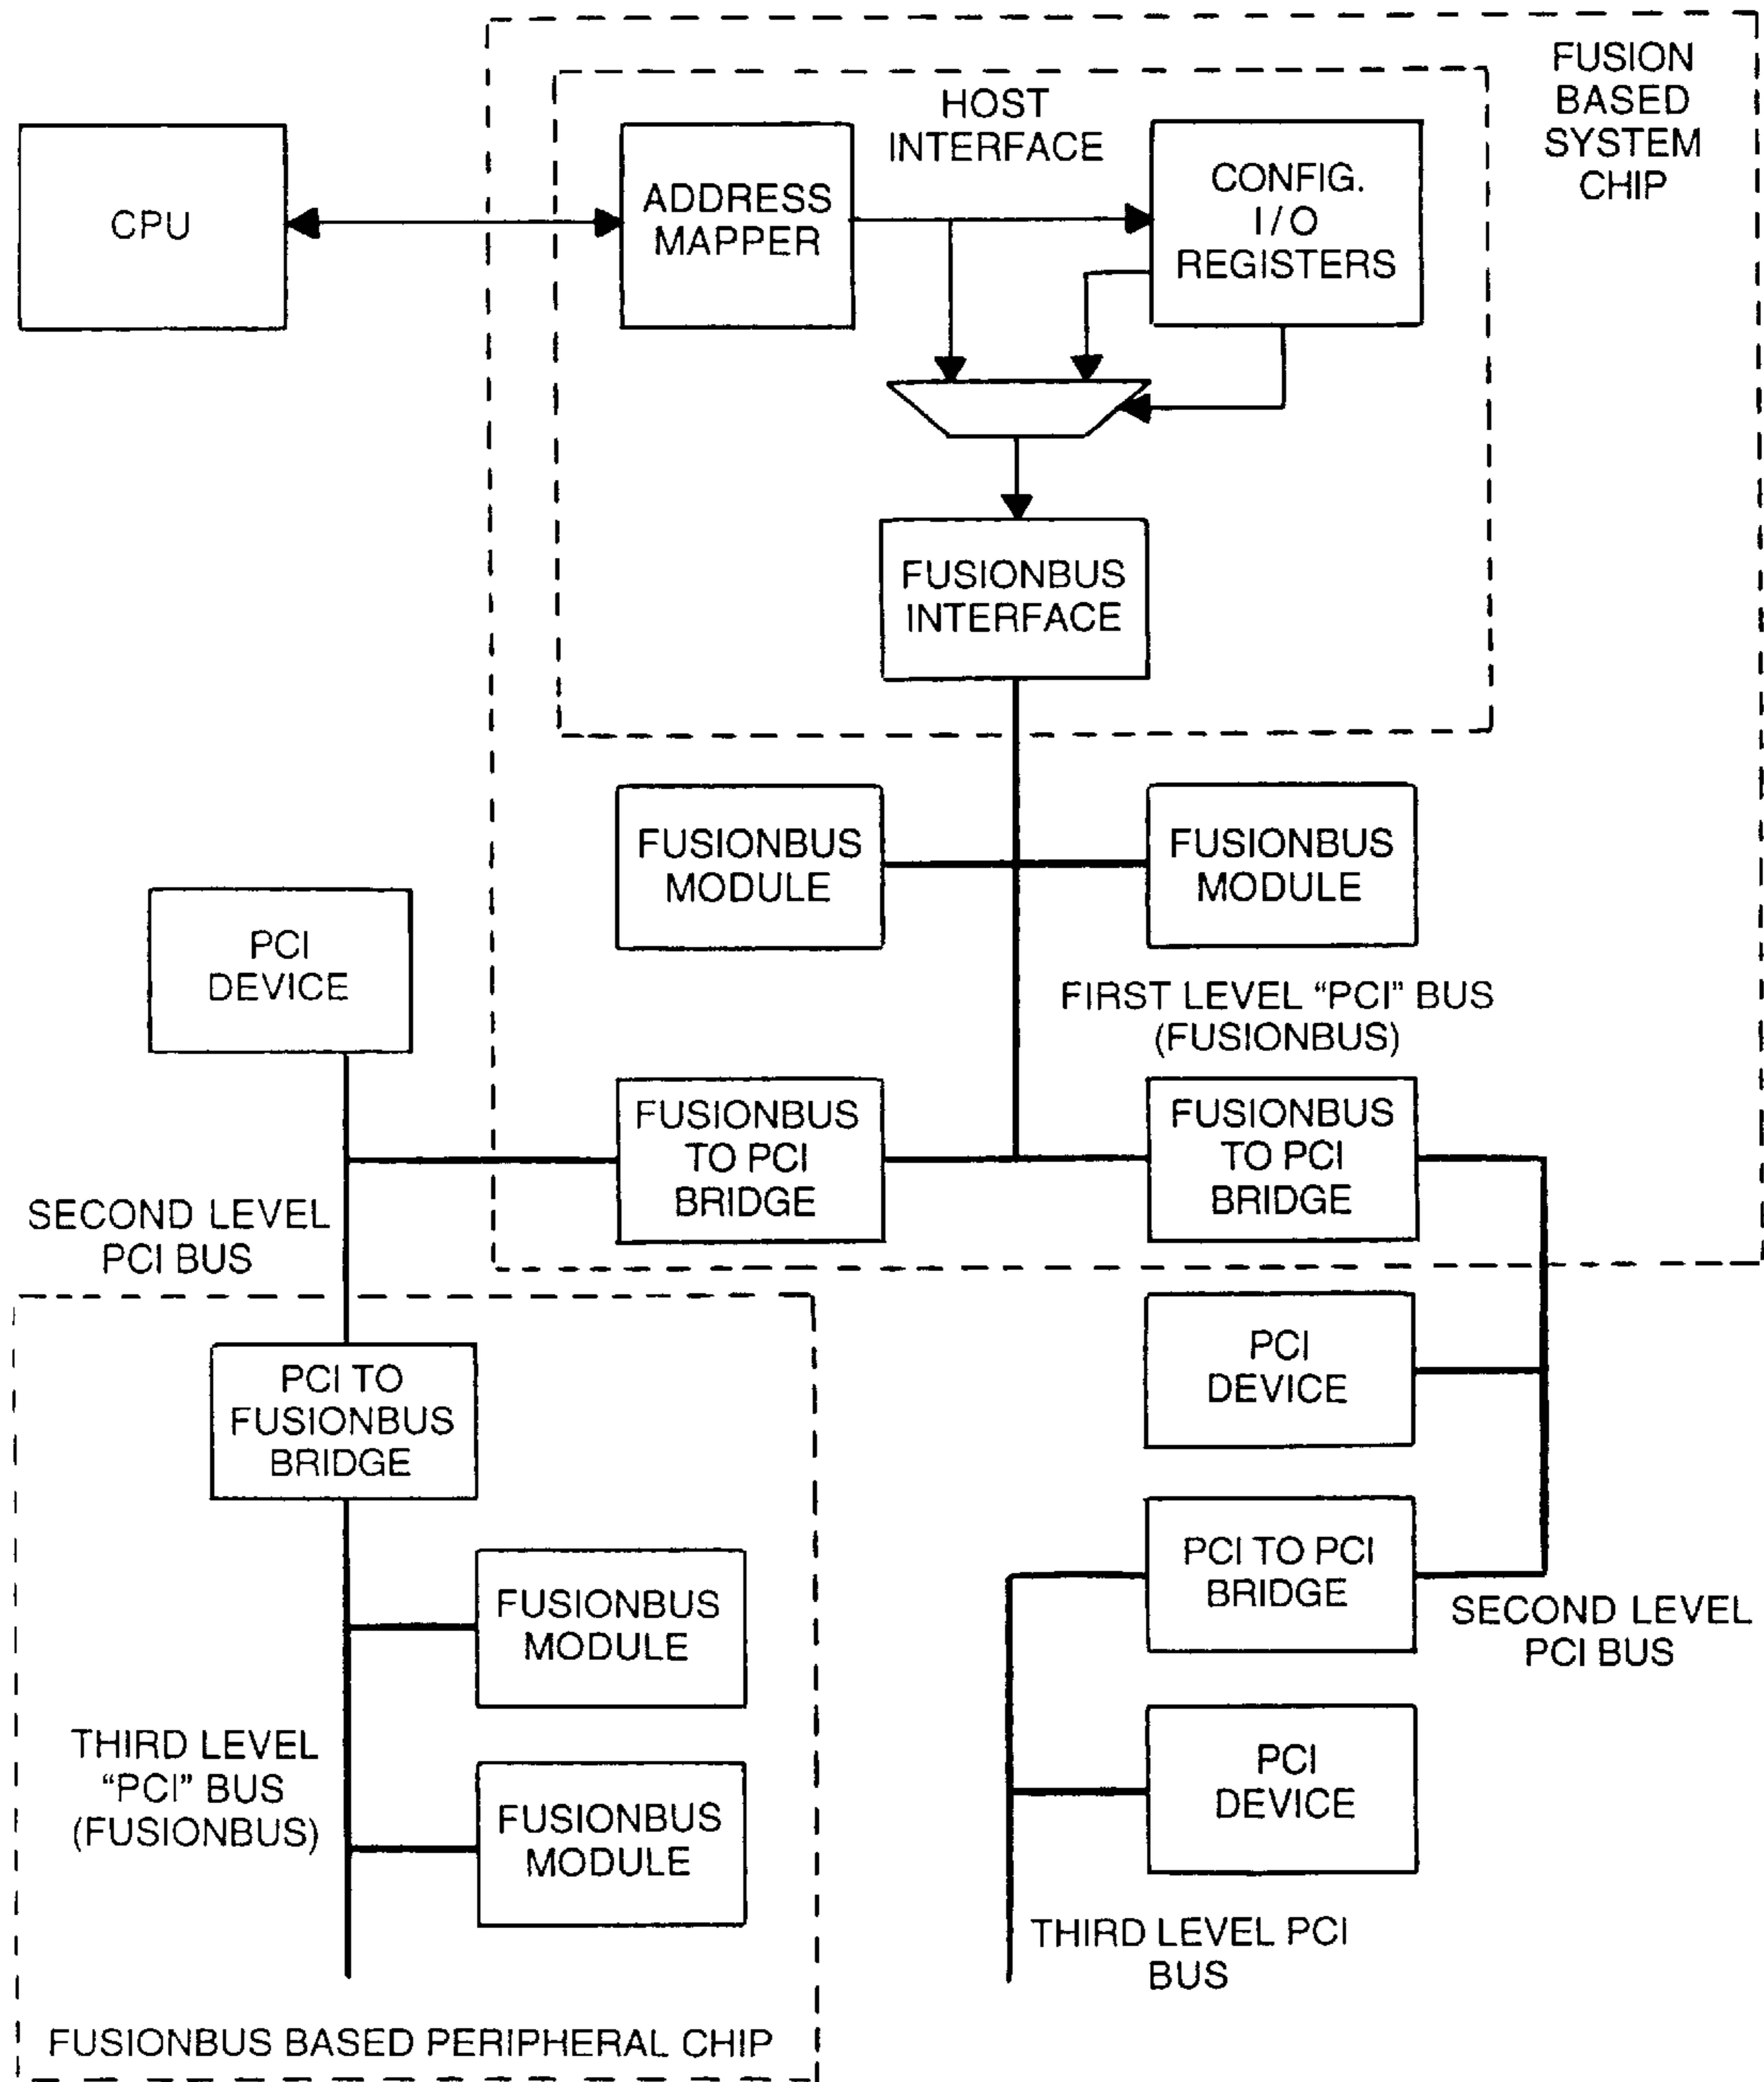 FUSION
BASED
SYSTEM
CHIP
HOST
INTERFACE
CPU
ADDRESS
MAPPER
CONFIG.
I/O
REGISTERS
FUSIONBUS
INTERFACE
FUSIONBUS
MODULE
FUSIONBUS
MODULE
PCI
DEVICE
FIRST LEVEL “PCI” BUS
(FUSIONBUS)
FUSIONBUS
TO PCI
BRIDGE
FUSIONBUS
TO PCI
BRIDGE
SECOND LEVEL
PCI BUS
PCI TO
FUSIONBUS
BRIDGE
PCI
DEVICE
FUSIONBUS
MODULE
PCI TO PCI
BRIDGE
SECOND LEVEL
PCI BUS
THIRD LEVEL
“PCI” BUS
(FUSIONBUS)
FUSIONBUS
MODULE
PCI
DEVICE
THIRD LEVEL PCI
BUS
FUSIONBUS BASED PERIPHERAL CHIP